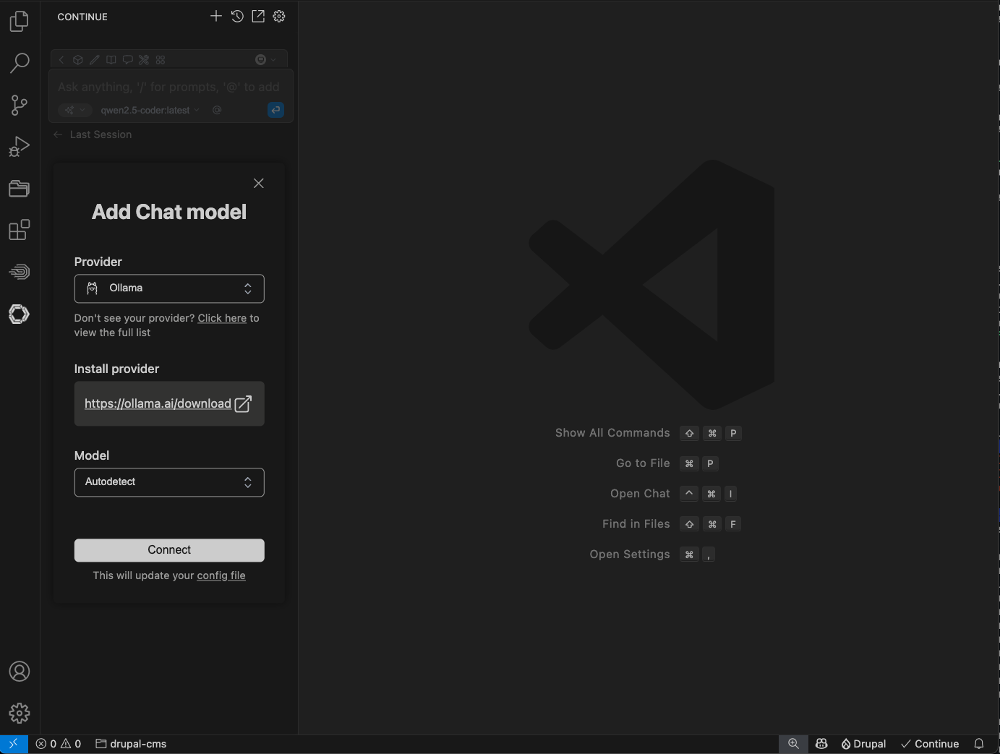 CONTINUE
Ask anything, '/' for prompts, '@' to add
qwen2.5-coder:latest
Last Session
Add Chat model
Provider
Ollama
Don't see your provider? Click here to
view the full list
Install provider
https://ollama.ai/download
Model
Autodetect
Connect
This will update your config file
Show All Commands ⇧ ⌘ P
Go to File ⌘ P
Open Chat ^ ⌘ I
Find in Files ⇧ ⌘ F
Open Settings ⌘ ,
0 0 drupal-cms Drupal Continue